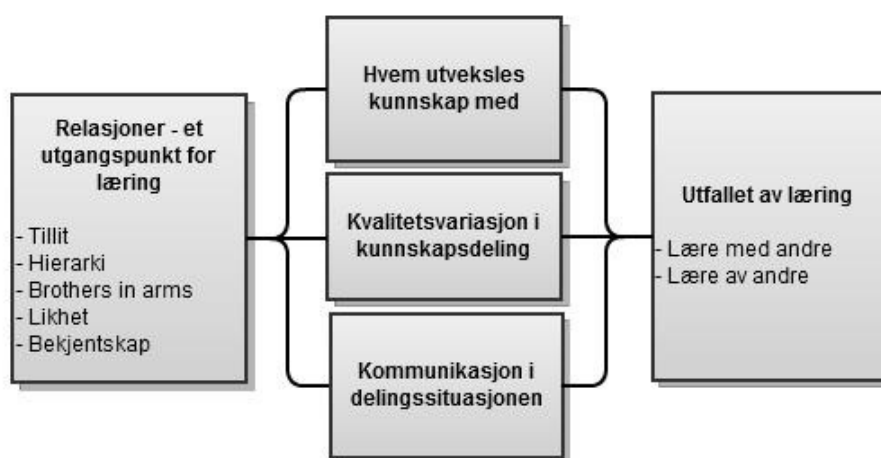 Relasjoner - et
utgangspunkt for
læring
- Tillit
- Hierarki
- Brothers in arms
- Likhet
- Bekjentskap
Hvem utveksles
kunnskap med
Kvalitetsvariasjon i
kunnskapsdeling
Kommunikasjon i
delingssituasjonen
Utfallet av læring
- Lære med andre
- Lære av andre